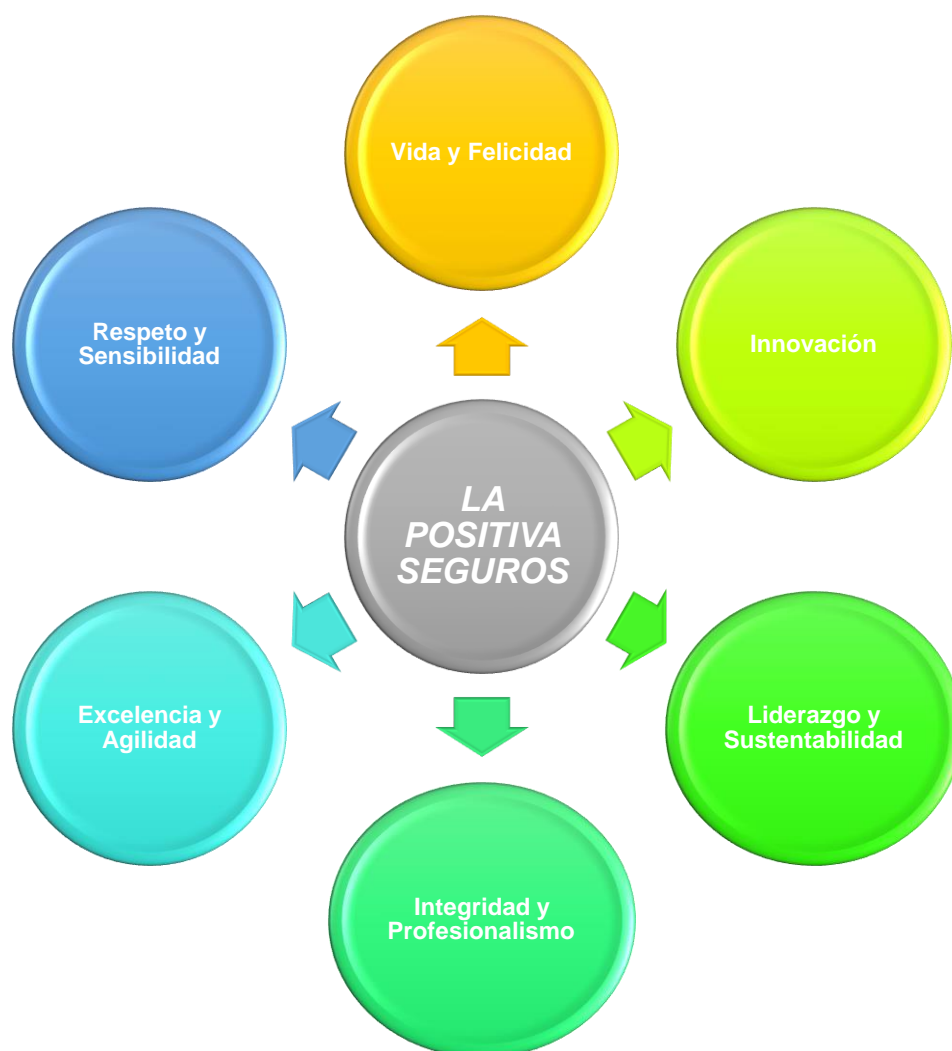 Vida y Felicidad
Respeto y
Sensibilidad
Innovación
LA
POSITIVA
SEGUROS
Excelencia y
Agilidad
Liderazgo y
Sustentabilidad
Integridad y
Profesionalismo